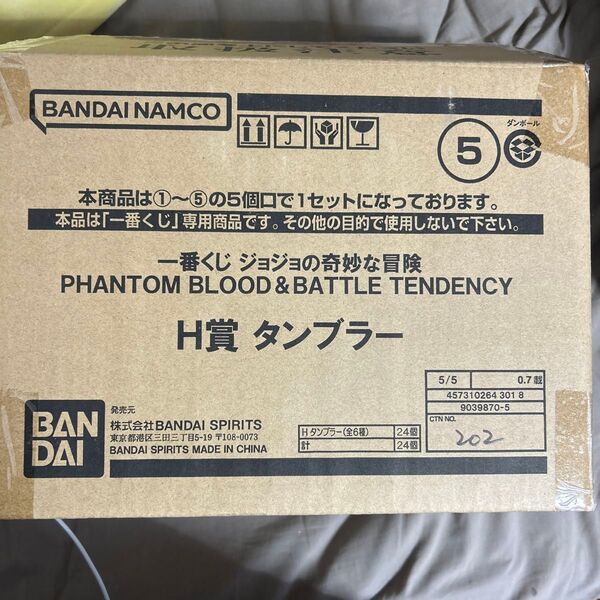 BANDAI NAMCO
5
ダンボール
本商品は①〜⑤の5個口で1セットになっております。
本品は「一番くじ」専用商品です。その他の目的で使用しないで下さい。
一番くじ ジョジョの奇妙な冒険
PHANTOM BLOOD & BATTLE TENDENCY
H賞 タンブラー
5/5 0.7載
457310264 301 8
9039870-5
CTN NO.
202
BAN
DAI
発売元
株式会社BANDAI SPIRITS
東京都港区三田三丁目5-19 〒108-0073
BANDAI SPIRITS MADE IN CHINA
H タンブラー(全6種) 24個
計 24個